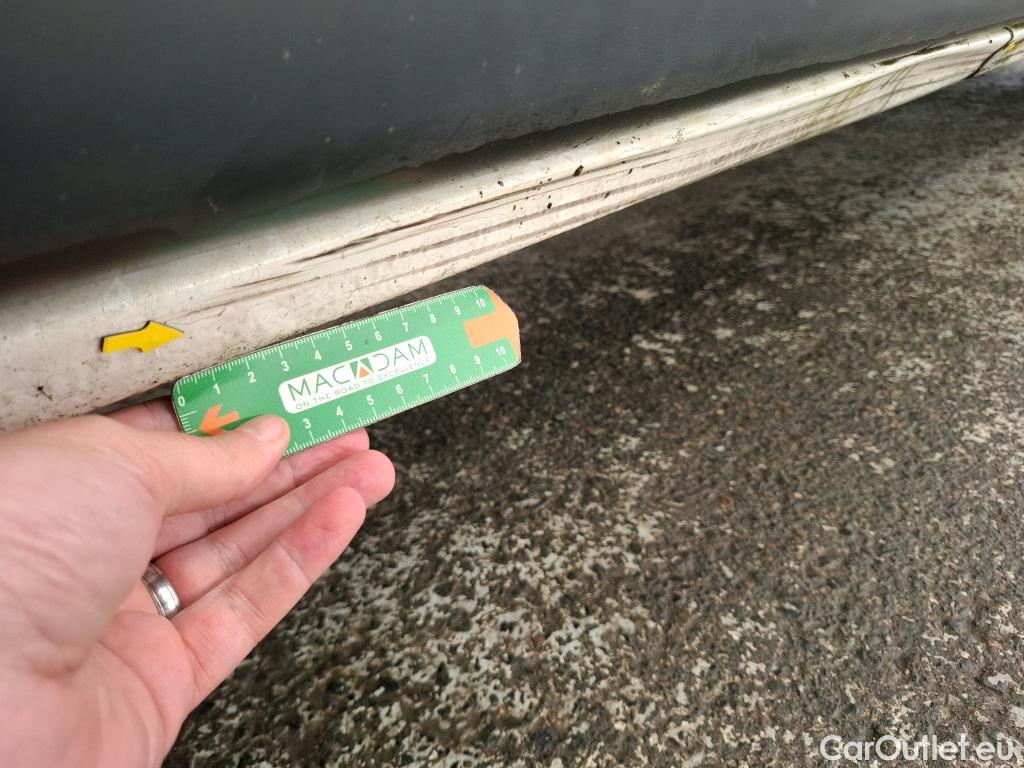 0 1 2 3 4 5 6 7 8 9 10
MACADAM
ON THE ROAD TO EXCELLENCE
3 4 5 6 7 8 9 10
CarOutlet.eu